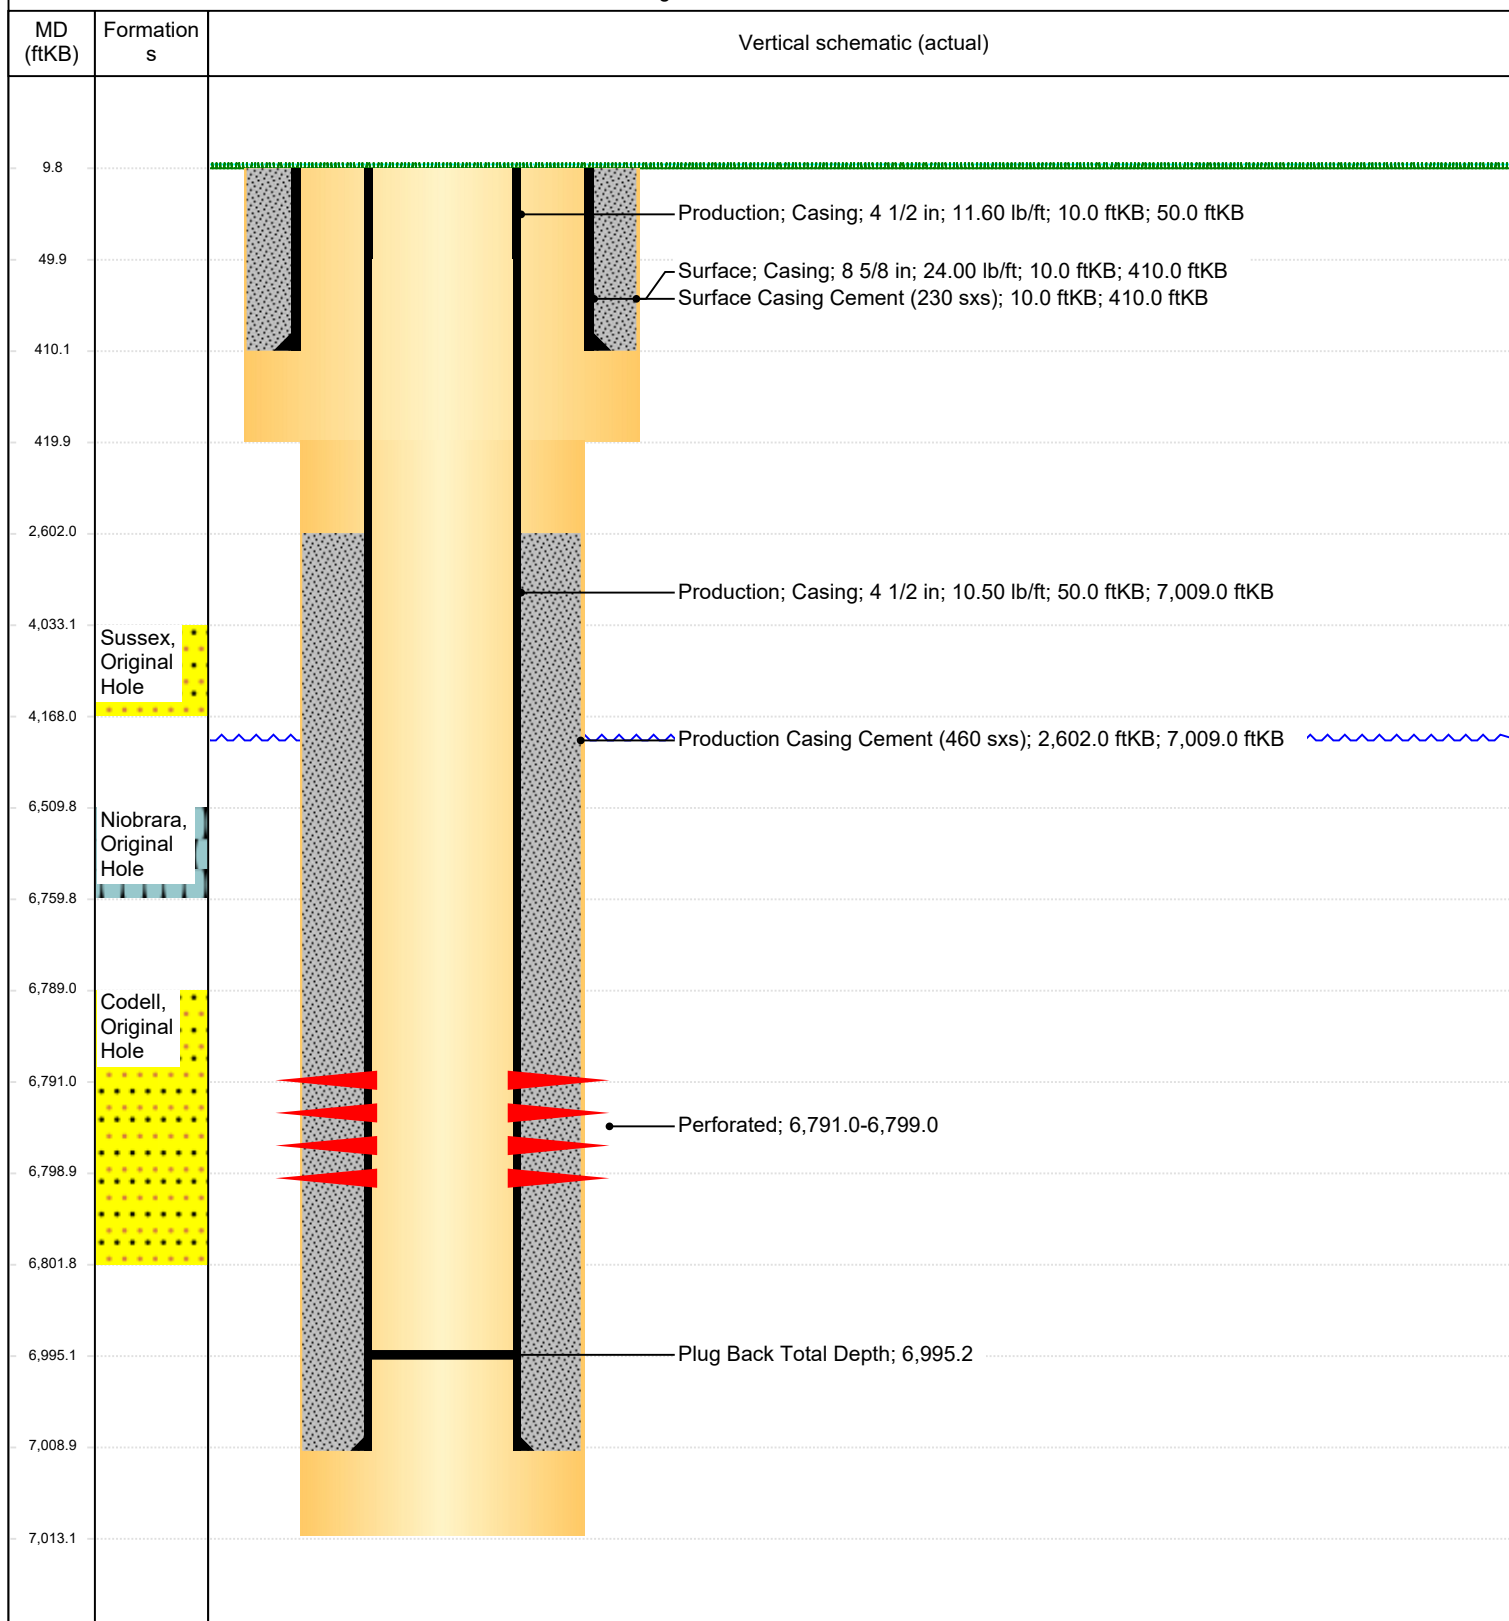 MD
(ftKB)
Formation
s
Vertical schematic (actual)
9.8
Production; Casing; 4 1/2 in; 11.60 lb/ft; 10.0 ftKB; 50.0 ftKB
49.9
Surface; Casing; 8 5/8 in; 24.00 lb/ft; 10.0 ftKB; 410.0 ftKB
Surface Casing Cement (230 sxs); 10.0 ftKB; 410.0 ftKB
410.1
419.9
2,602.0
Production; Casing; 4 1/2 in; 10.50 lb/ft; 50.0 ftKB; 7,009.0 ftKB
4,033.1
Sussex,
Original
Hole
4,168.0
Production Casing Cement (460 sxs); 2,602.0 ftKB; 7,009.0 ftKB
6,509.8
Niobrara,
Original
Hole
6,759.8
6,789.0
Codell,
Original
Hole
6,791.0
Perforated; 6,791.0-6,799.0
6,798.9
6,801.8
6,995.1
Plug Back Total Depth; 6,995.2
7,008.9
7,013.1